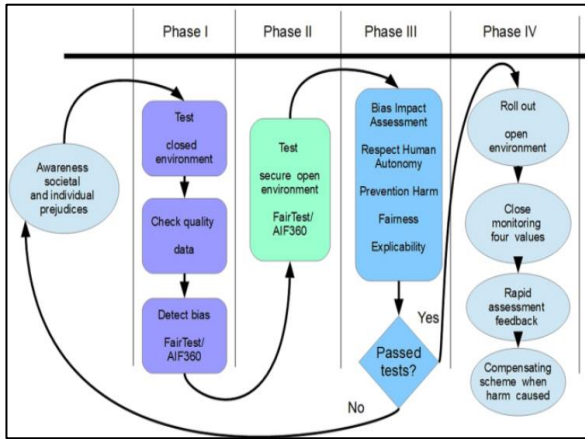 Phase I
Phase II
Phase III
Phase IV
Awareness
societal
and individual
prejudices
Test
closed
environment
Check quality
data
Detect bias
FairTest/
AIF360
Test
secure open
environment
FairTest/
AIF360
Bias Impact
Assessment
Respect Human
Autonomy
Prevention Harm
Fairness
Explicability
Passed
tests?
Yes
No
Roll out
open
environment
Close
monitoring
four values
Rapid
assessment
feedback
Compensating
scheme when
harm caused